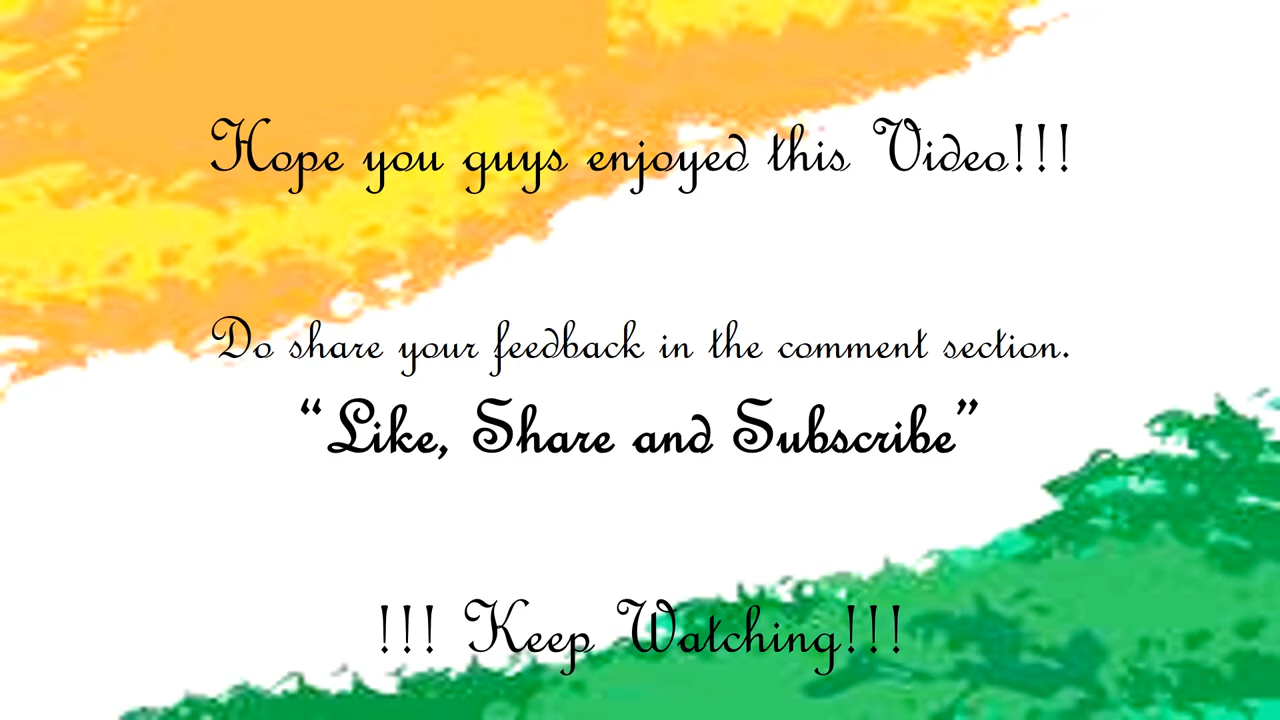 Hope you guys enjoyed this Video!!!
Do share your feedback in the comment section.
“Like, Share and Subscribe”
!!! Keep Watching!!!